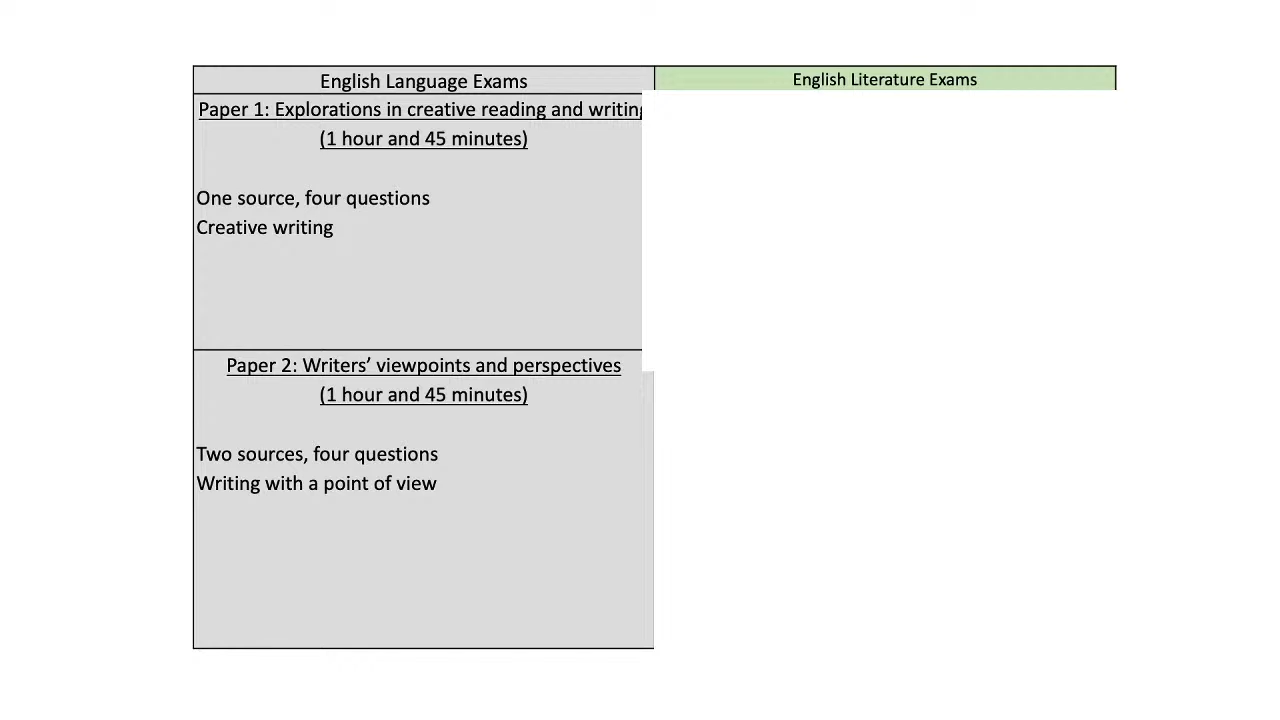 English Language Exams
English Literature Exams
Paper 1: Explorations in creative reading and writing
(1 hour and 45 minutes)
One source, four questions
Creative writing
Paper 2: Writers’ viewpoints and perspectives
(1 hour and 45 minutes)
Two sources, four questions
Writing with a point of view